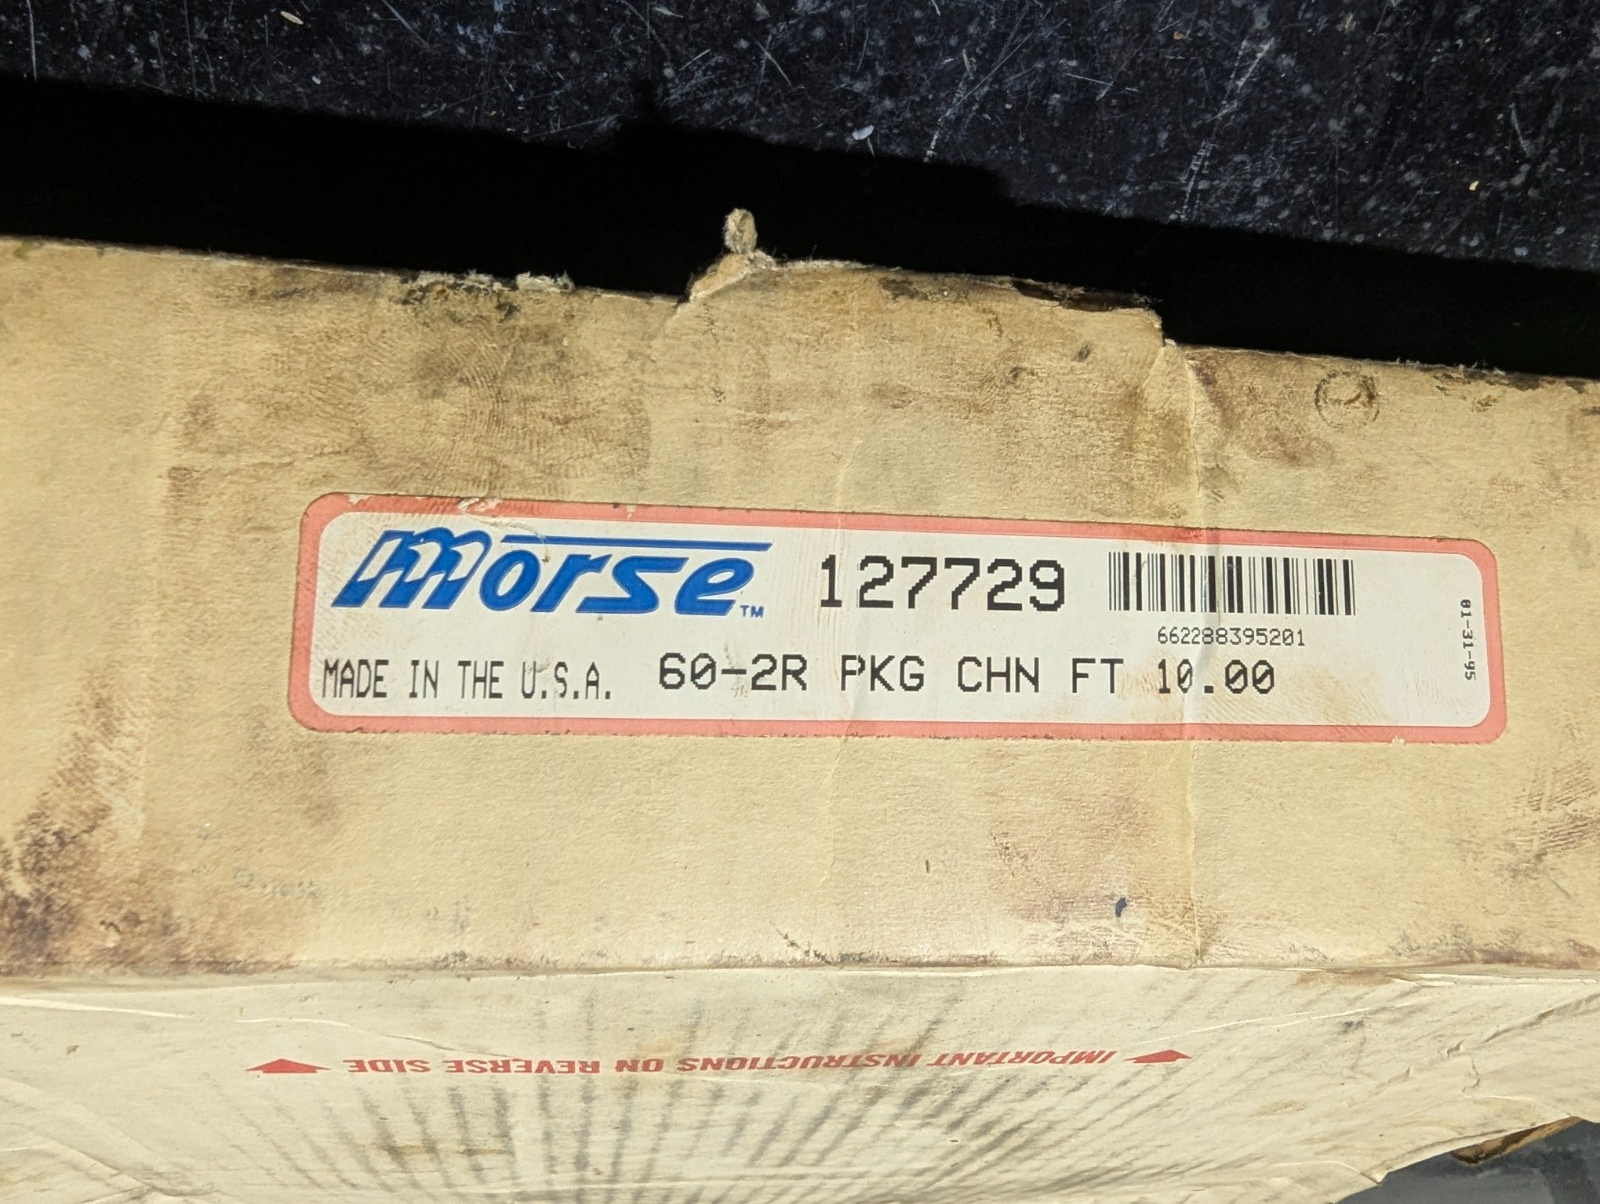 morse™ 127729
662288395201
MADE IN THE U.S.A. 60-2R PKG CHN FT 10.00
01-31-95
IMPORTANT INSTRUCTIONS ON REVERSE SIDE